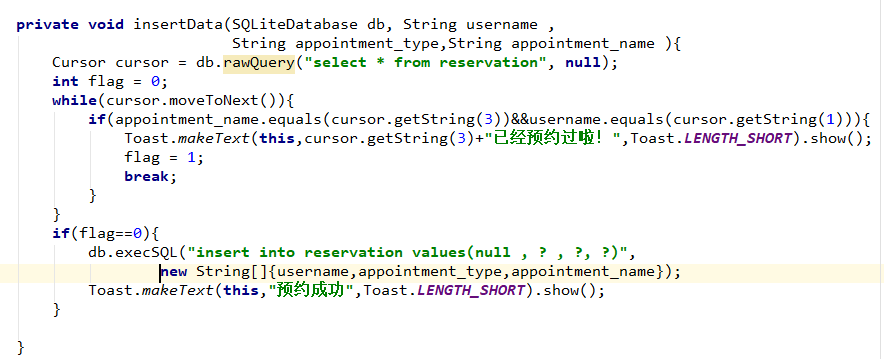 private void insertData(SQLiteDatabase db, String username ,
                        String appointment_type,String appointment_name ){
    Cursor cursor = db.rawQuery("select * from reservation", null);
    int flag = 0;
    while(cursor.moveToNext()){
        if(appointment_name.equals(cursor.getString(3))&&username.equals(cursor.getString(1))){
            Toast.makeText(this,cursor.getString(3)+"已经预约过啦！",Toast.LENGTH_SHORT).show();
            flag = 1;
            break;
        }
    }
    if(flag==0){
        db.execSQL("insert into reservation values(null , ? , ?, ?)",
                new String[]{username,appointment_type,appointment_name});
        Toast.makeText(this,"预约成功",Toast.LENGTH_SHORT).show();
    }
}